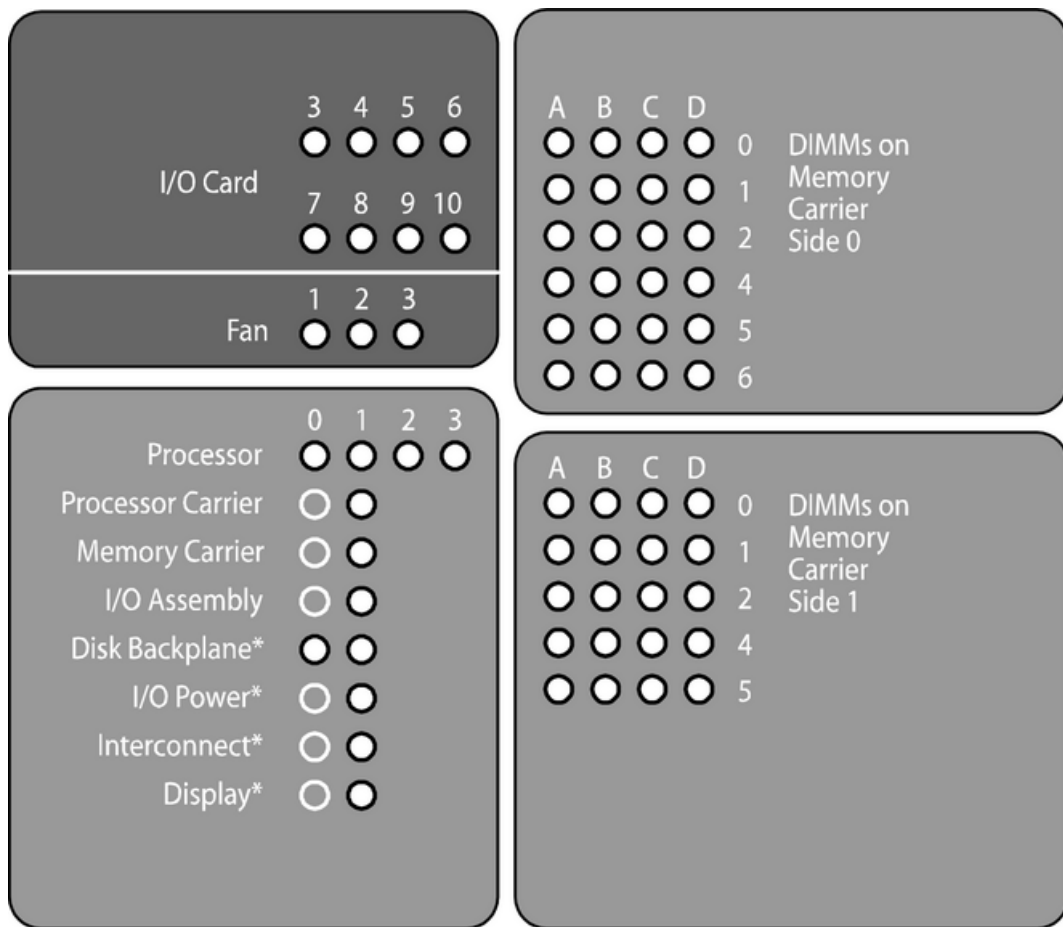 3 4 5 6
I/O Card
7 8 9 10
1 2 3
Fan
0 1 2 3
Processor
Processor Carrier
Memory Carrier
I/O Assembly
Disk Backplane*
I/O Power*
Interconnect*
Display*
A B C D
0 DIMMs on
1 Memory
Carrier
2 Side 0
4
5
6
A B C D
0 DIMMs on
1 Memory
Carrier
2 Side 1
4
5